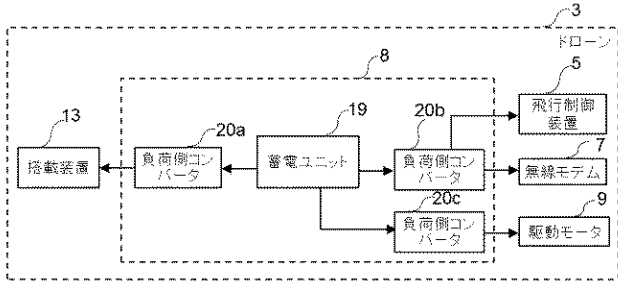 3
ドローン
8
5
飛行制御
装置
13
搭載装置
20a
負荷側コン
バータ
19
蓄電ユニット
20b
負荷側コン
バータ
7
無線モデム
20c
負荷側コン
バータ
9
駆動モータ